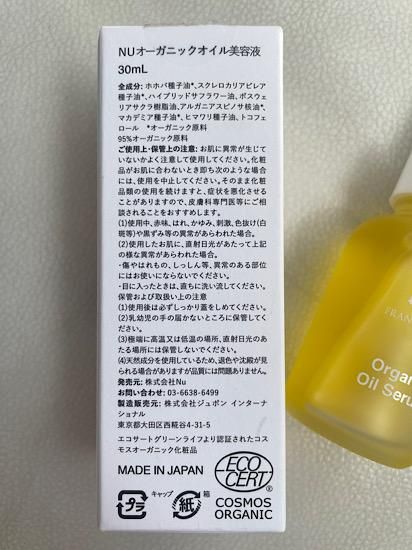 NUオーガニックオイル美容液
30mL
全成分: ホホバ種子油*、スクレロカリアビレア
種子油*、ハイブリッドサフラワー油、ボスウェ
リアサクラ樹脂油、アルガニアスピノサ核油*、
マカデミア種子油*、ヒマワリ種子油、トコフェ
ロール *オーガニック原料
95%オーガニック原料
ご使用上・保管上の注意: お肌に異常が生じて
いないかよく注意して使用してください。化粧
品がお肌に合わないとき即ち次のような場合
には、使用を中止してください。そのまま化粧
品類の使用を続けますと、症状を悪化させる
ことがありますので、皮膚科専門医等にご相
談されることをおすすめします。
(1)使用中、赤味、はれ、かゆみ、刺激、色抜け(白
斑等)や黒ずみ等の異常があらわれた場合。
(2)使用したお肌に、直射日光があたって上記
の様な異常があらわれた場合。
・傷やはれもの、しっしん等、異常のある部位
にはお使いにならないでください。
・目に入ったときは、直ちに洗い流してください。
保管および取扱い上の注意
(1)使用後は必ずしっかり蓋をしめてください。
(2)乳幼児の手の届かないところに保管してく
ださい。
(3)極端に高温又は低温の場所、直射日光のあ
たる場所には保管しないでください。
(4)天然成分を使用しているため、退色や沈殿が見
られる場合がありますが品質には問題ありません。
発売元: 株式会社Nu
お問い合わせ: 03-6638-6499
製造販売元: 株式会社ジュポン インターナ
ショナル
東京都大田区西糀谷4-31-5
エコサートグリーンライフより認証されたコス
モスオーガニック化粧品
MADE IN JAPAN
ECO
CERT®
COSMOS
ORGANIC
プラ
キャップ
紙
箱
FRAN
Organ
Oil Seru